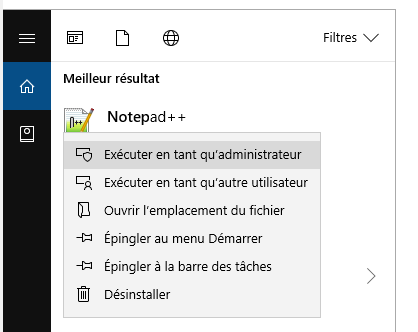 Filtres
Meilleur résultat
Notepad++
Exécuter en tant qu'administrateur
Exécuter en tant qu'autre utilisateur
Ouvrir l'emplacement du fichier
Épingler au menu Démarrer
Épingler à la barre des tâches
Désinstaller